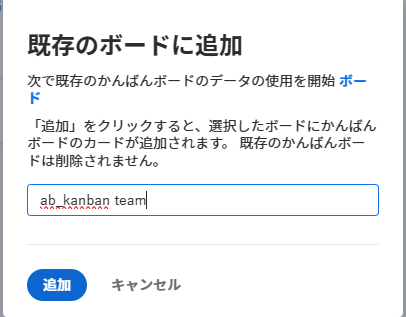 既存のボードに追加
次で既存のかんばんボードのデータの使用を開始 ボー
ド
「追加」をクリックすると、選択したボードにかんばん
ボードのカードが追加されます。 既存のかんばんボー
ドは削除されません。
ab_kanban team
追加 キャンセル